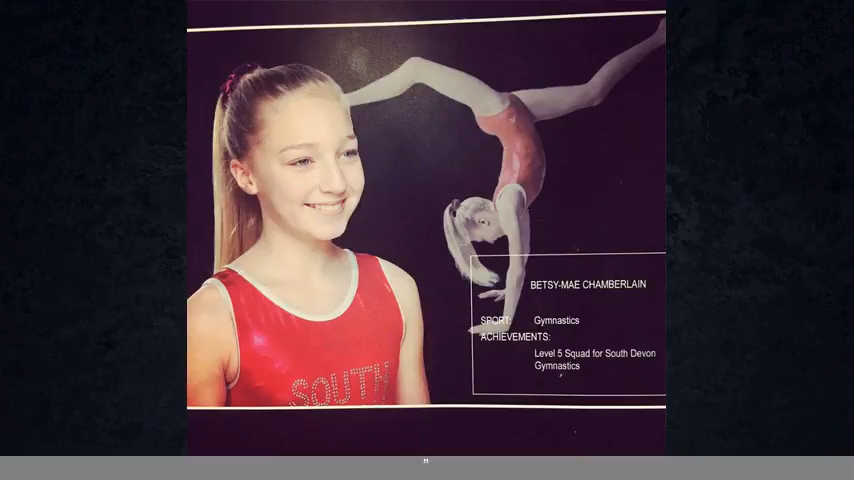 BETSY-MAE CHAMBERLAIN
SPORT: Gymnastics
ACHIEVEMENTS:
Level 5 Squad for South Devon
Gymnastics
SOUTH
"